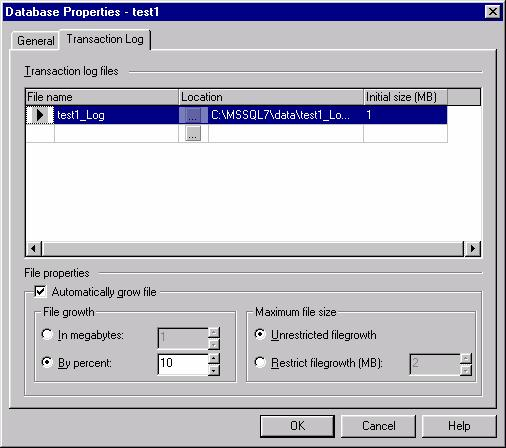 Database Properties - test1
General Transaction Log
Transaction log files
File name Location Initial size (MB)
test1_Log ... C:\MSSQL7\data\test1_Lo... 1
...
File properties
Automatically grow file
File growth Maximum file size
In megabytes: 1 Unrestricted filegrowth
By percent: 10 Restrict filegrowth (MB): 2
OK Cancel Help